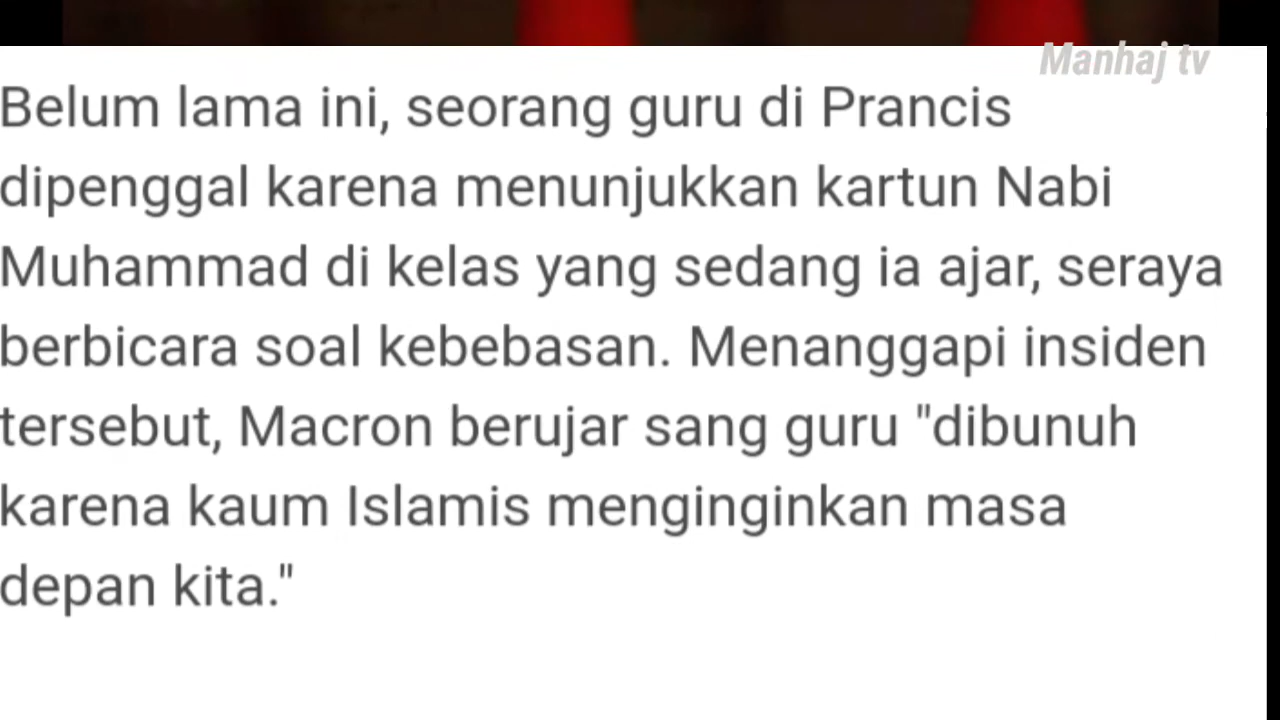 Manhaj tv
Belum lama ini, seorang guru di Prancis
dipenggal karena menunjukkan kartun Nabi
Muhammad di kelas yang sedang ia ajar, seraya
berbicara soal kebebasan. Menanggapi insiden
tersebut, Macron berujar sang guru "dibunuh
karena kaum Islamis menginginkan masa
depan kita."